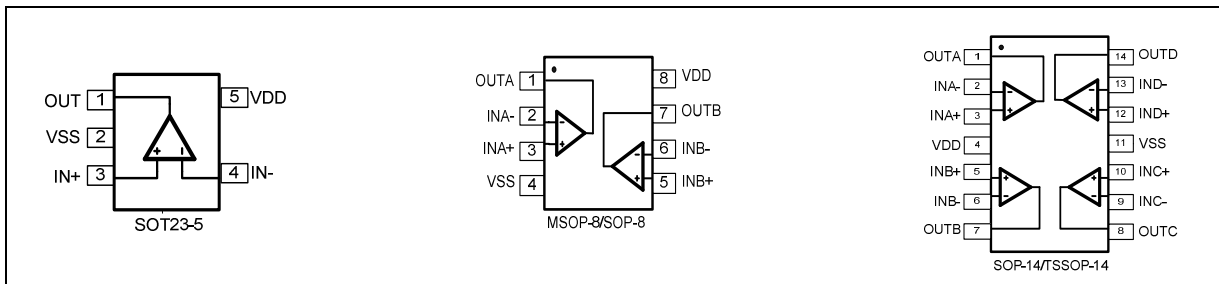 OUT 1 5 VDD
VSS 2
IN+ 3 4 IN-
+ -
SOT23-5
OUTA 1 8 VDD
INA- 2 - 7 OUTB
INA+ 3 + - 6 INB-
VSS 4 + 5 INB+
MSOP-8/SOP-8
OUTA 1 14 OUTD
INA- 2 - - 13 IND-
INA+ 3 + + 12 IND+
VDD 4 11 VSS
INB+ 5 + + 10 INC+
INB- 6 - - 9 INC-
OUTB 7 8 OUTC
SOP-14/TSSOP-14